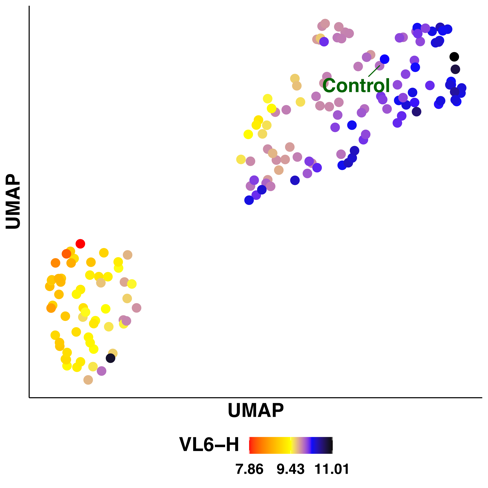 Control
UMAP
UMAP
VL6−H
7.86 9.43 11.01